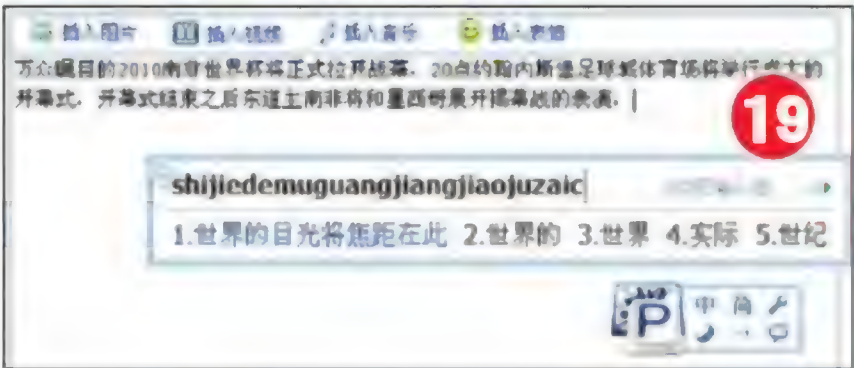 插入图片 插入视频 插入音乐 插入表情
万众瞩目的2010南非世界杯将正式拉开战幕。20点约翰内斯堡足球城体育场将举行盛大的
开幕式。开幕式结束之后东道主南非将和墨西哥展开揭幕战的表演。
19
shijiedemuguangjiangjiaojuzaic
1.世界的目光将焦距在此 2.世界的 3.世界 4.实际 5.世纪
P 中 简